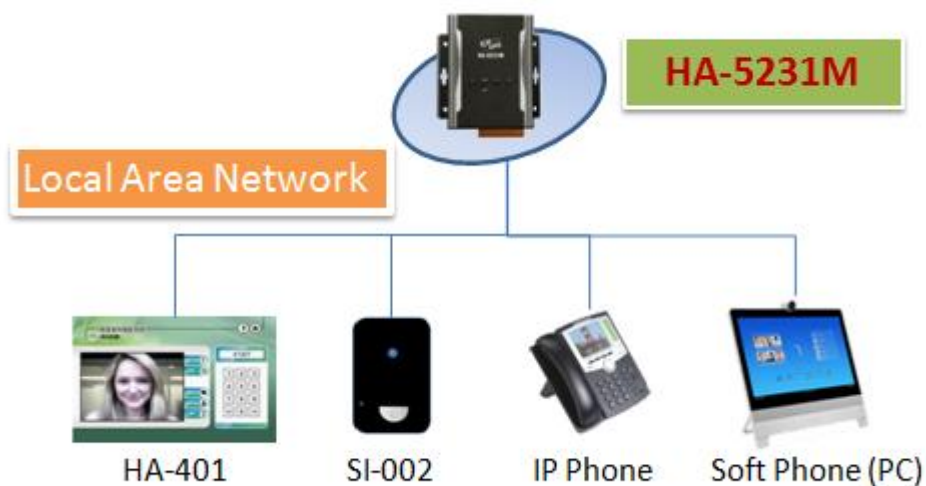 HA-5231M
Local Area Network
HA-401
SI-002
IP Phone
Soft Phone (PC)